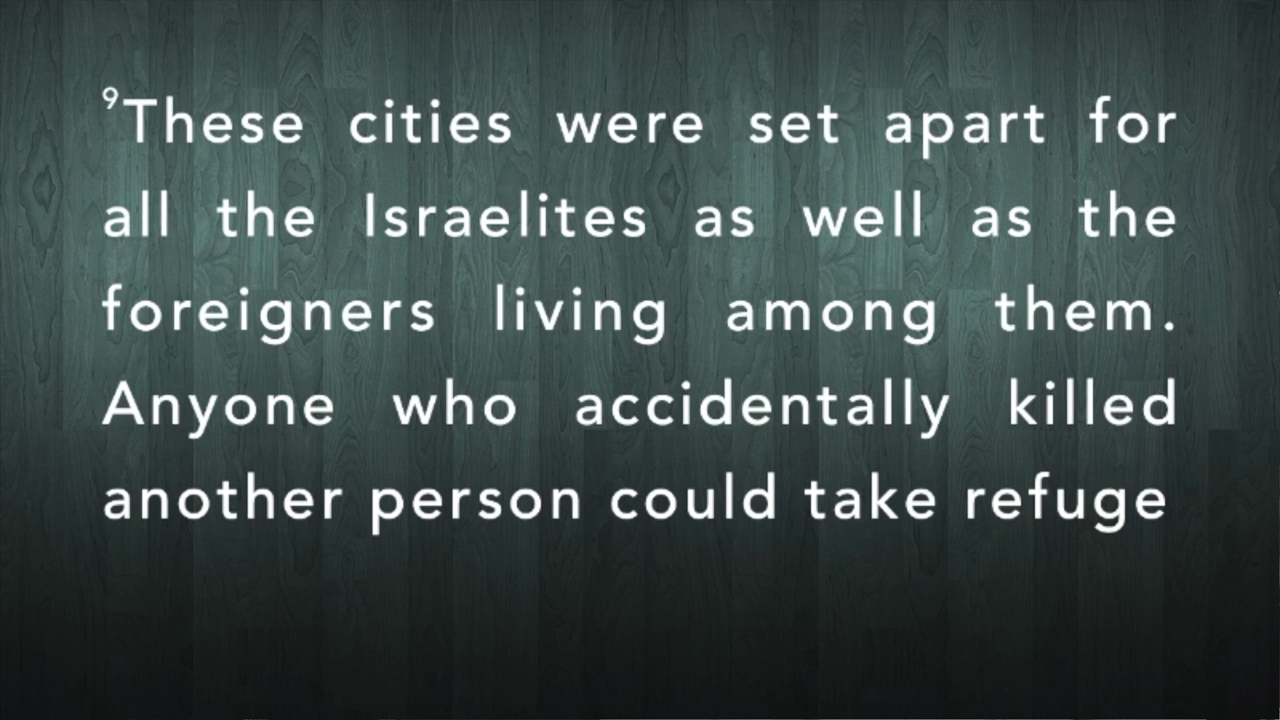 ⁹These cities were set apart for
all the Israelites as well as the
foreigners living among them.
Anyone who accidentally killed
another person could take refuge